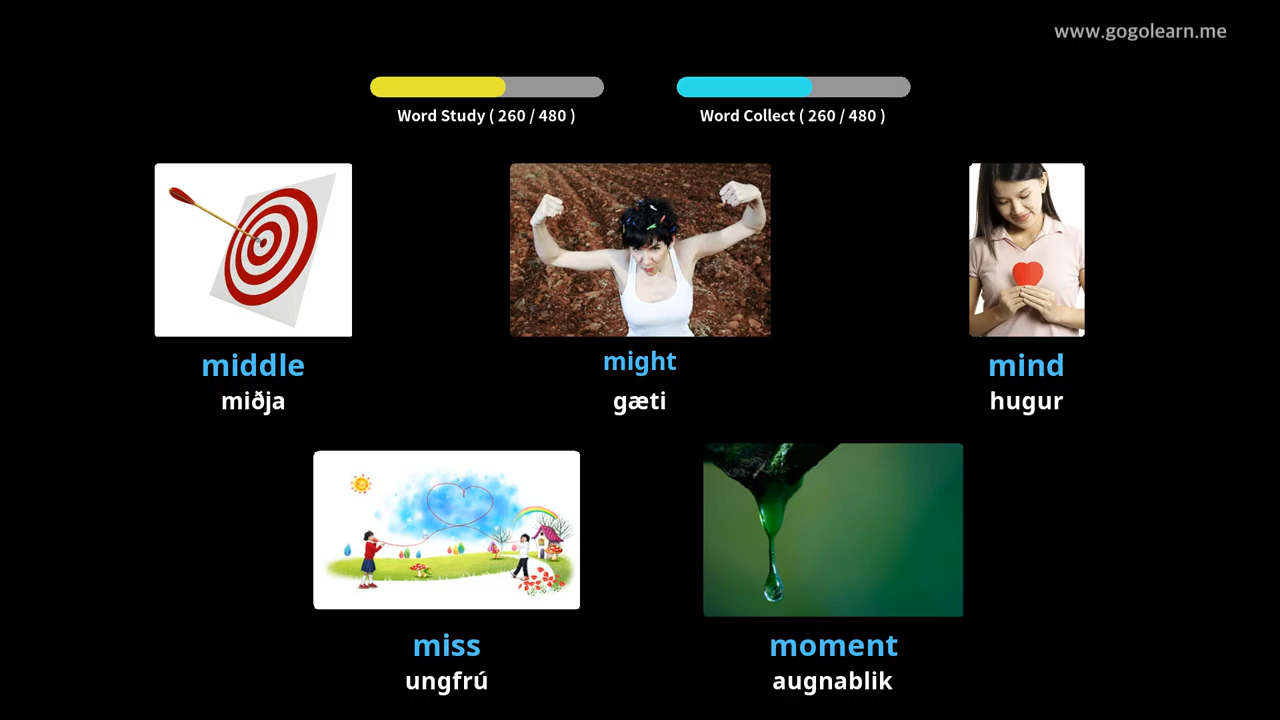 www.gogolearn.me
Word Study ( 260 / 480 )
Word Collect ( 260 / 480 )
middle
miðja
might
gæti
mind
hugur
miss
ungfrú
moment
augnablik